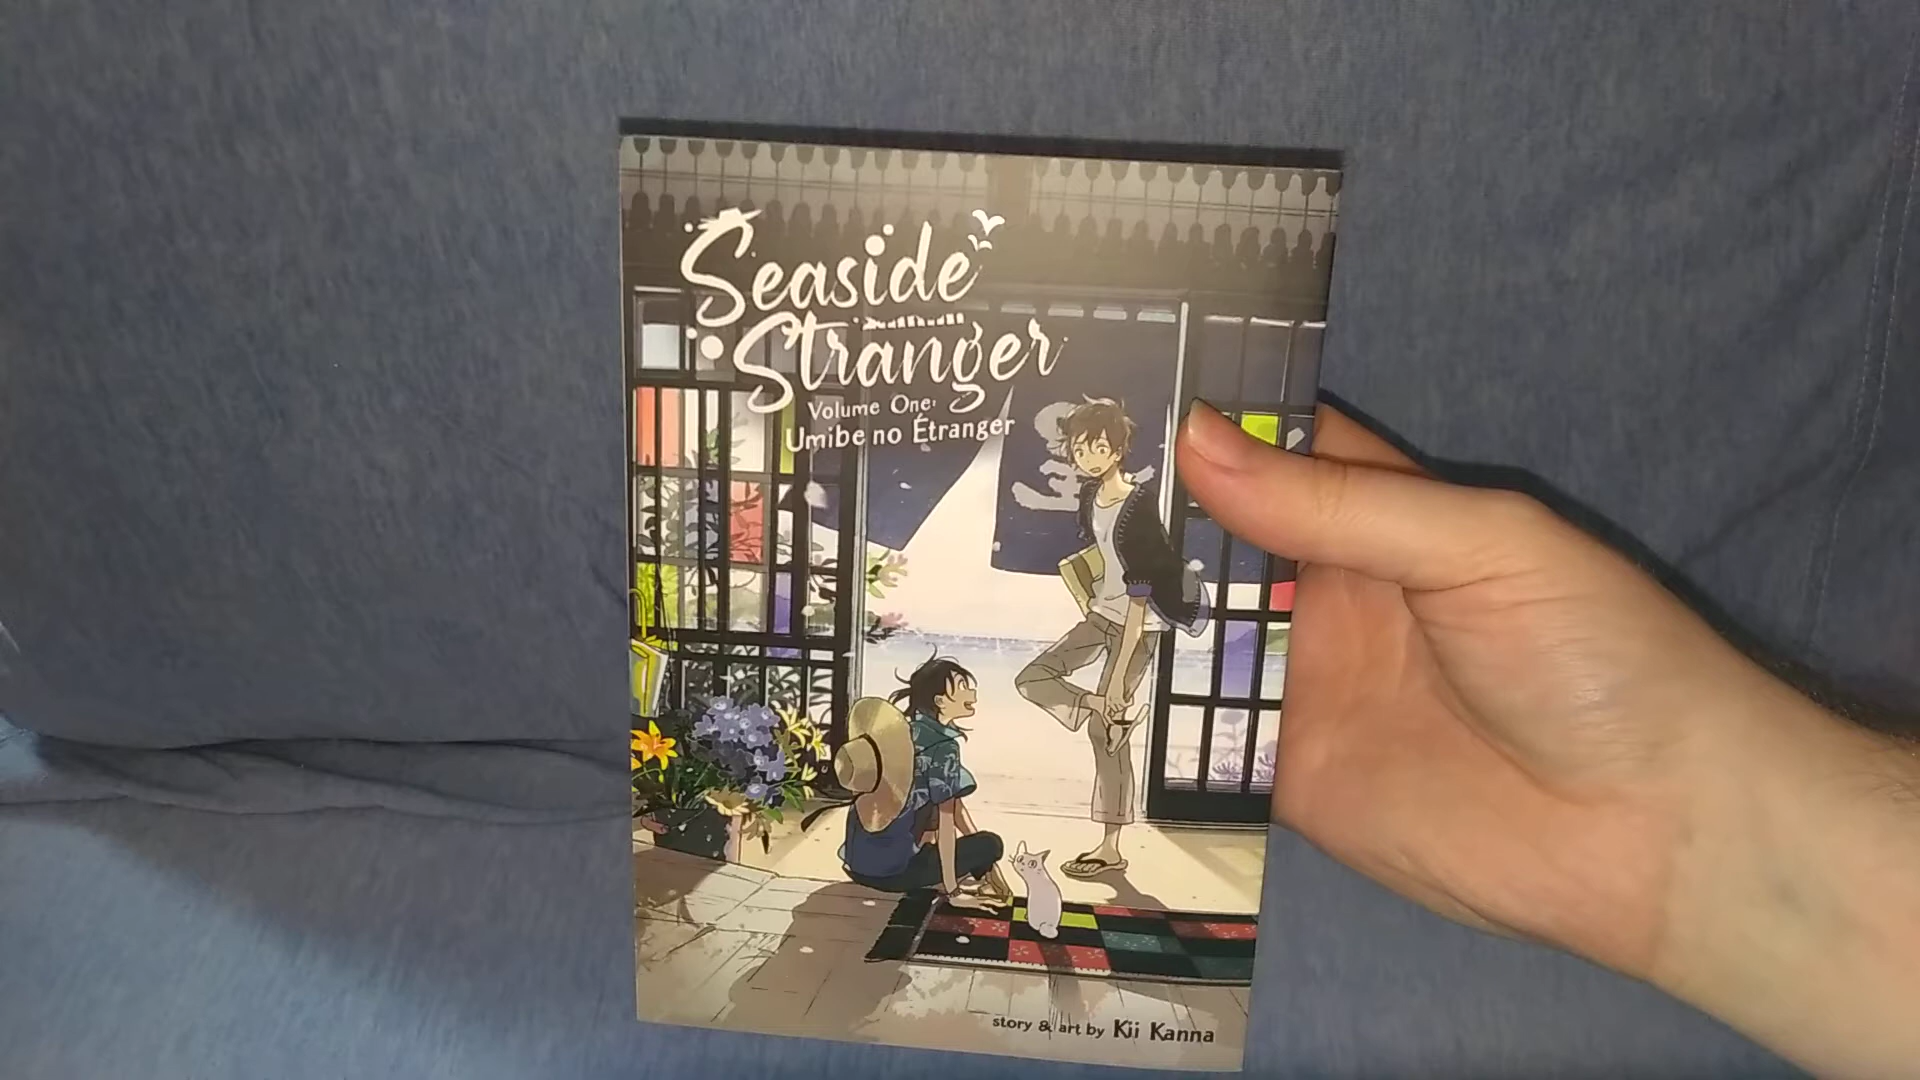 Seaside
Stranger
Volume One:
Umibe no Étranger
story & art by Kii Kanna